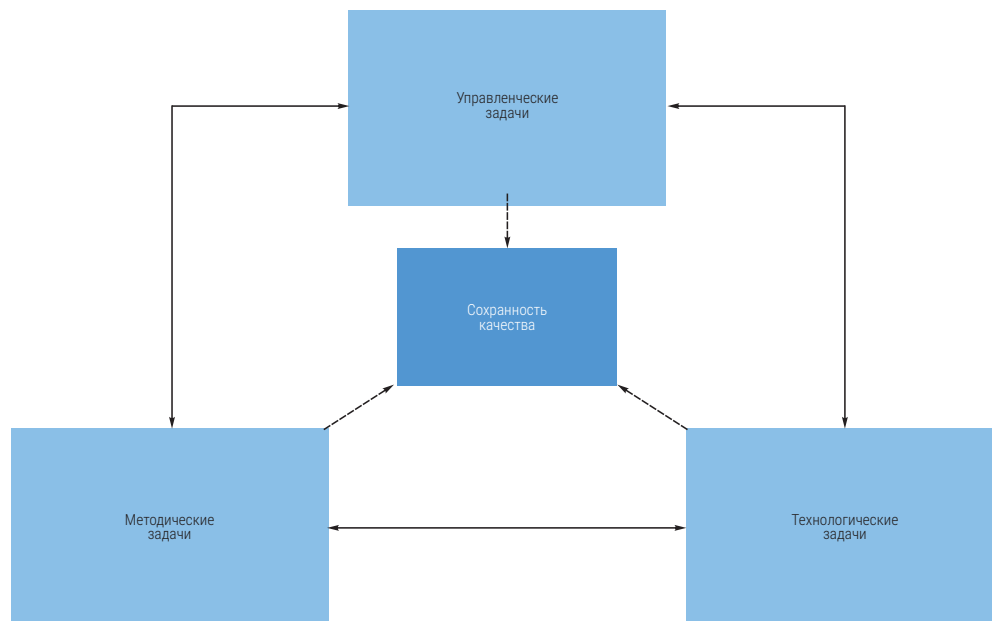 Управленческие
задачи
Сохранность
качества
Методические
задачи
Технологические
задачи